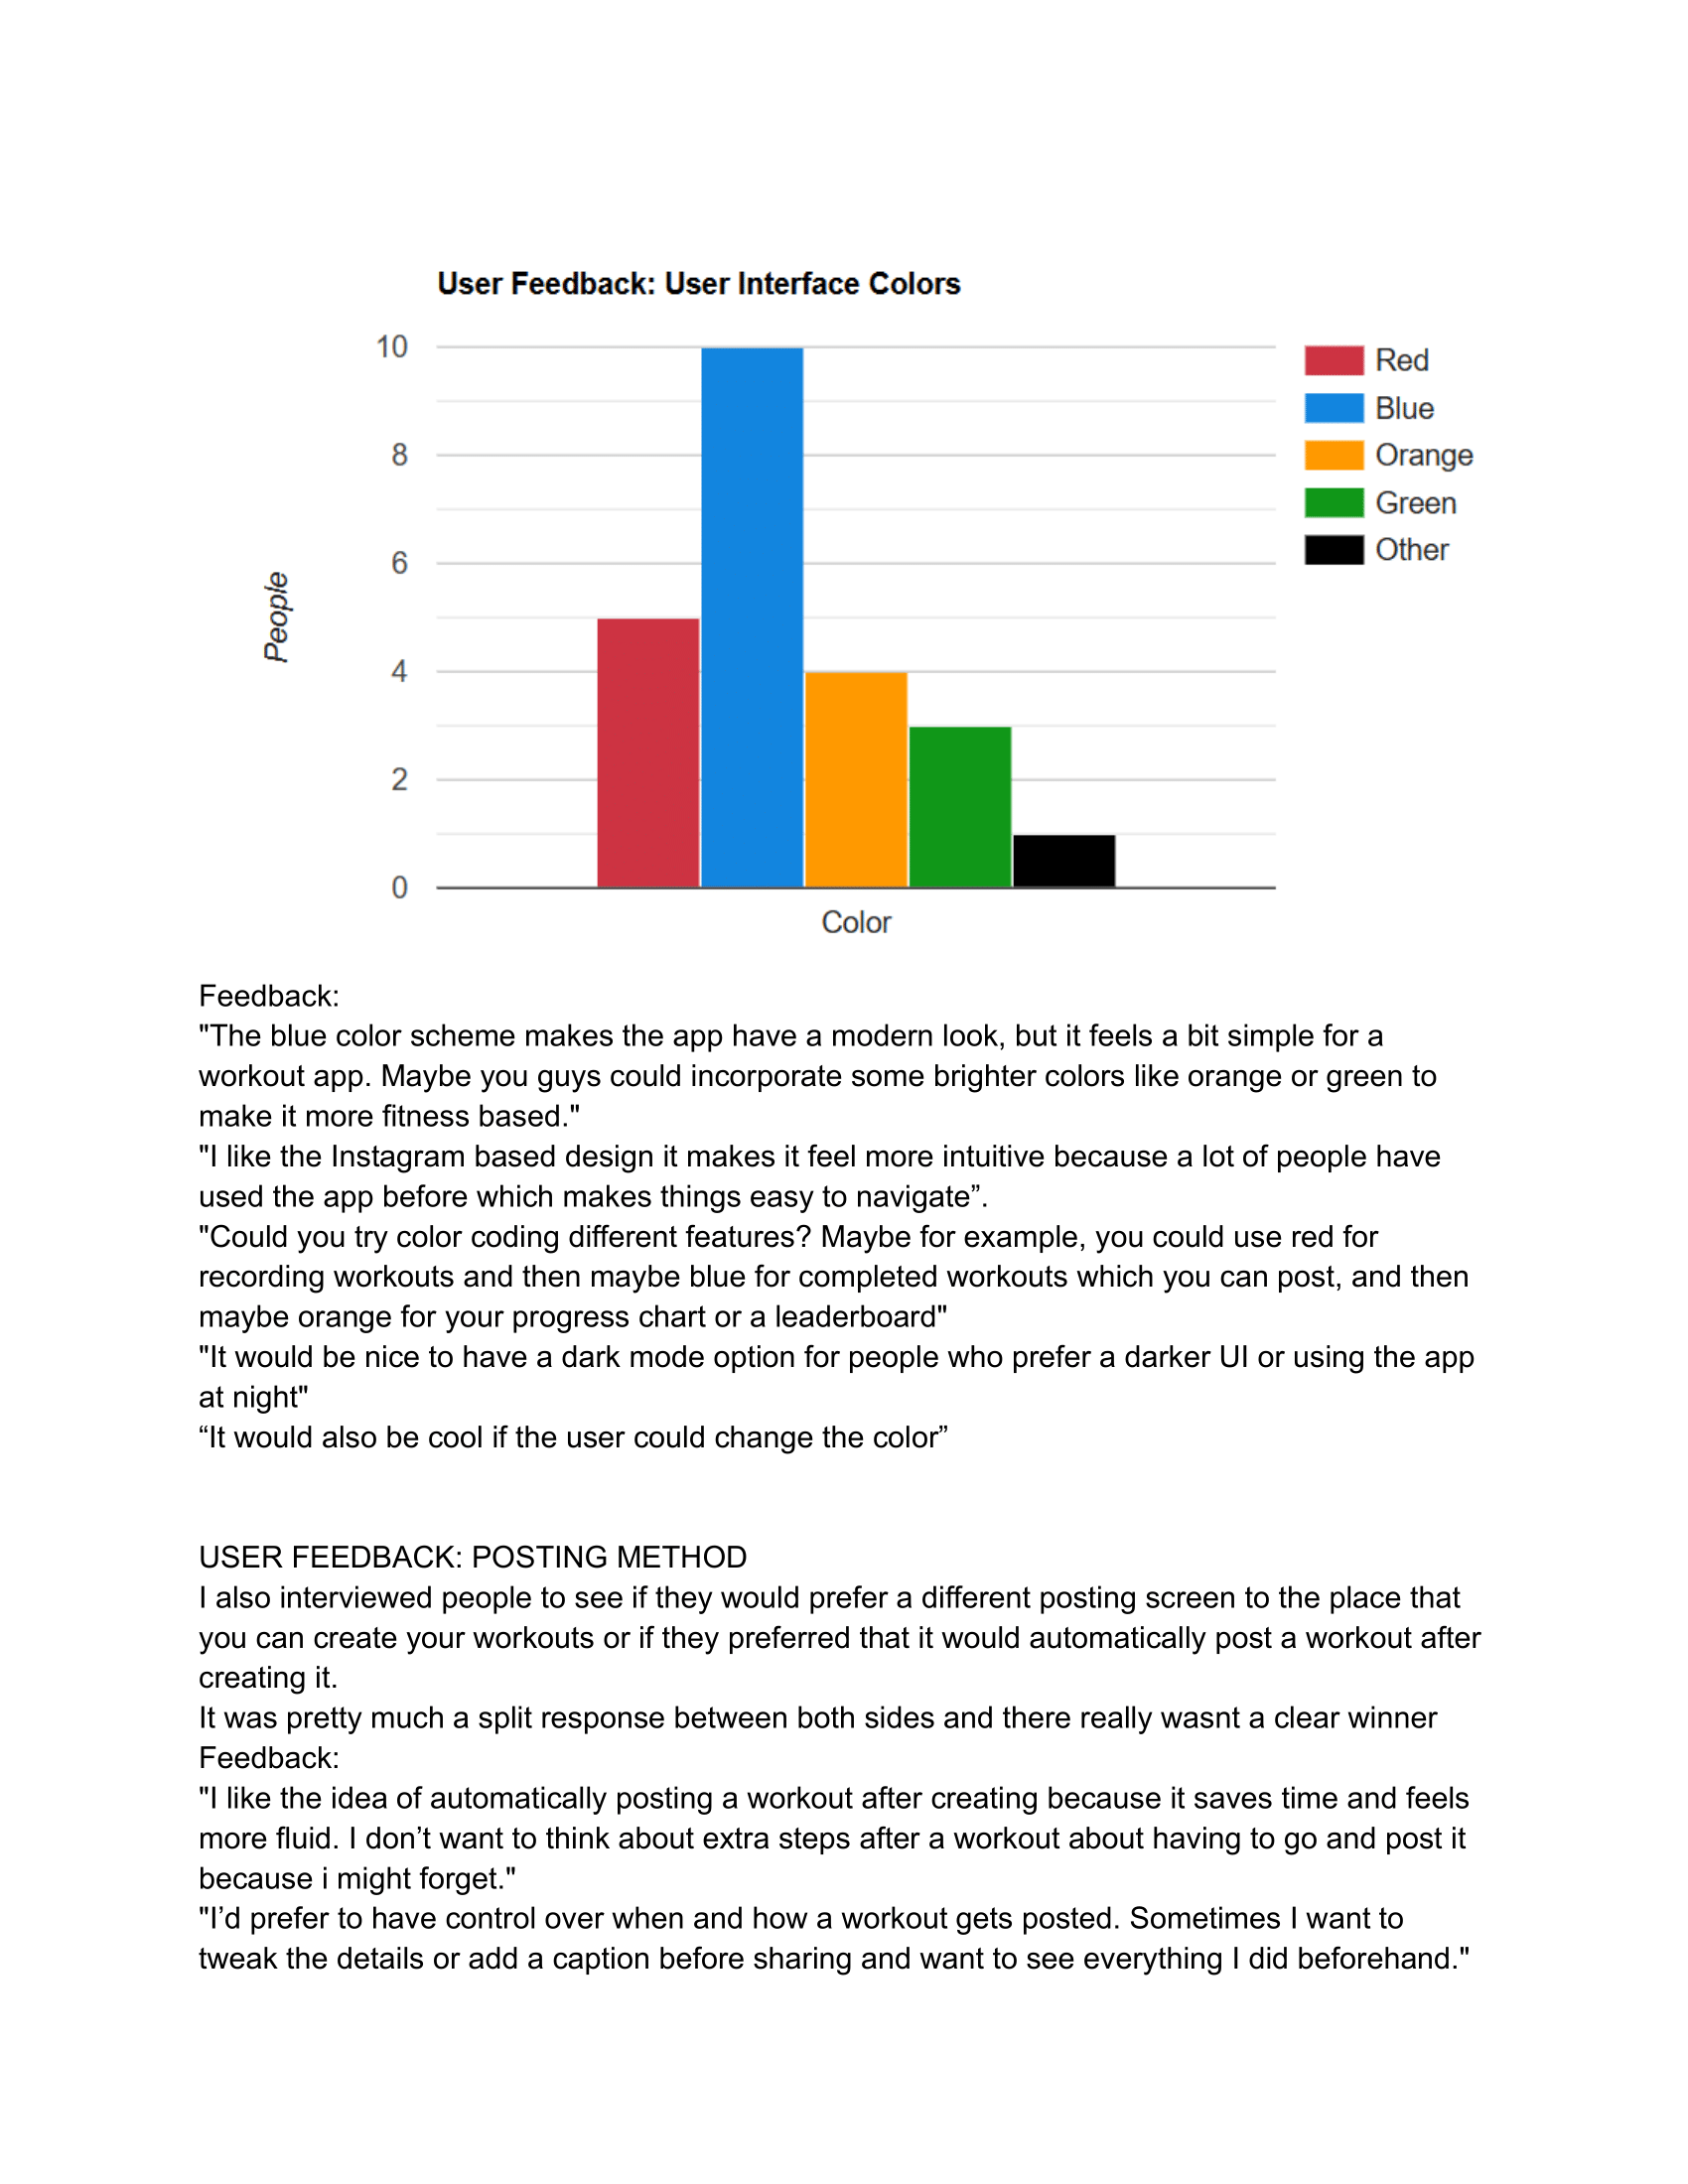 User Feedback: User Interface Colors
10
8
6
4
2
0
People
Color
Red
Blue
Orange
Green
Other
Feedback:
"The blue color scheme makes the app have a modern look, but it feels a bit simple for a
workout app. Maybe you guys could incorporate some brighter colors like orange or green to
make it more fitness based."
"I like the Instagram based design it makes it feel more intuitive because a lot of people have
used the app before which makes things easy to navigate”.
"Could you try color coding different features? Maybe for example, you could use red for
recording workouts and then maybe blue for completed workouts which you can post, and then
maybe orange for your progress chart or a leaderboard"
"It would be nice to have a dark mode option for people who prefer a darker UI or using the app
at night"
“It would also be cool if the user could change the color”
USER FEEDBACK: POSTING METHOD
I also interviewed people to see if they would prefer a different posting screen to the place that
you can create your workouts or if they preferred that it would automatically post a workout after
creating it.
It was pretty much a split response between both sides and there really wasnt a clear winner
Feedback:
"I like the idea of automatically posting a workout after creating because it saves time and feels
more fluid. I don’t want to think about extra steps after a workout about having to go and post it
because i might forget."
"I’d prefer to have control over when and how a workout gets posted. Sometimes I want to
tweak the details or add a caption before sharing and want to see everything I did beforehand."